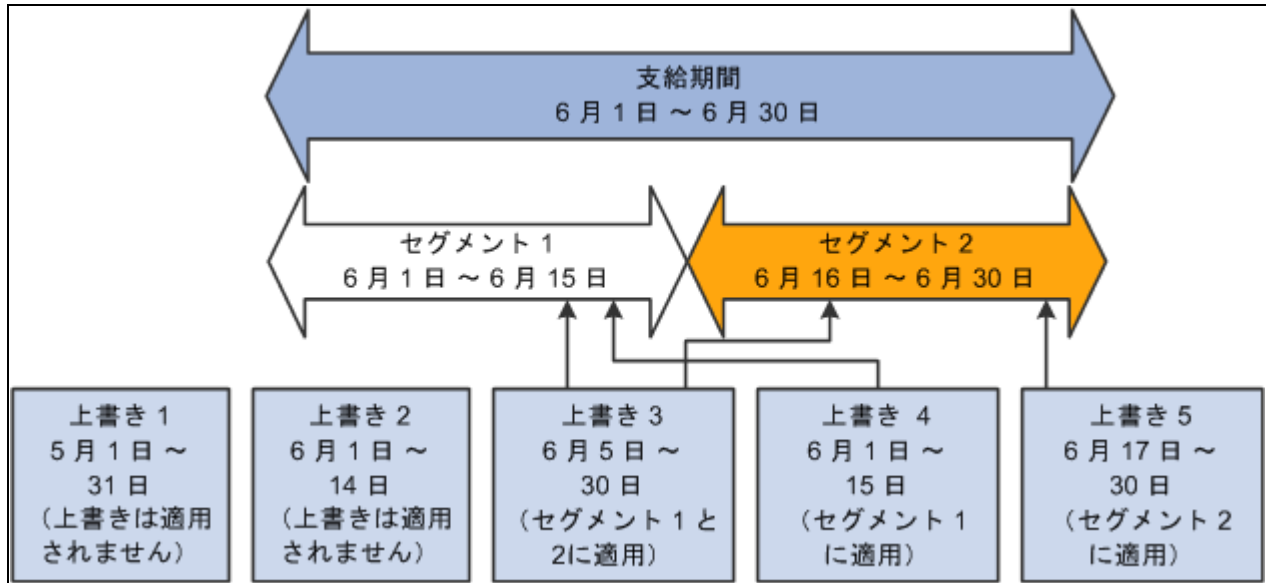 支給期間
6 月 1 日 ～ 6 月 30 日
セグメント 1
6 月 1 日 ～ 6 月 15 日
セグメント 2
6 月 16 日 ～ 6 月 30 日
上書き 1
5 月 1 日 ～
31 日
（上書きは適用
されません）
上書き 2
6 月 1 日 ～
14 日
（上書きは適用
されません）
上書き 3
6 月 5 日 ～
30 日
（セグメント 1 と
2に適用）
上書き 4
6 月 1 日 ～
15 日
（セグメント 1
に適用）
上書き 5
6 月 17 日 ～
30 日
（セグメント 2
に適用）